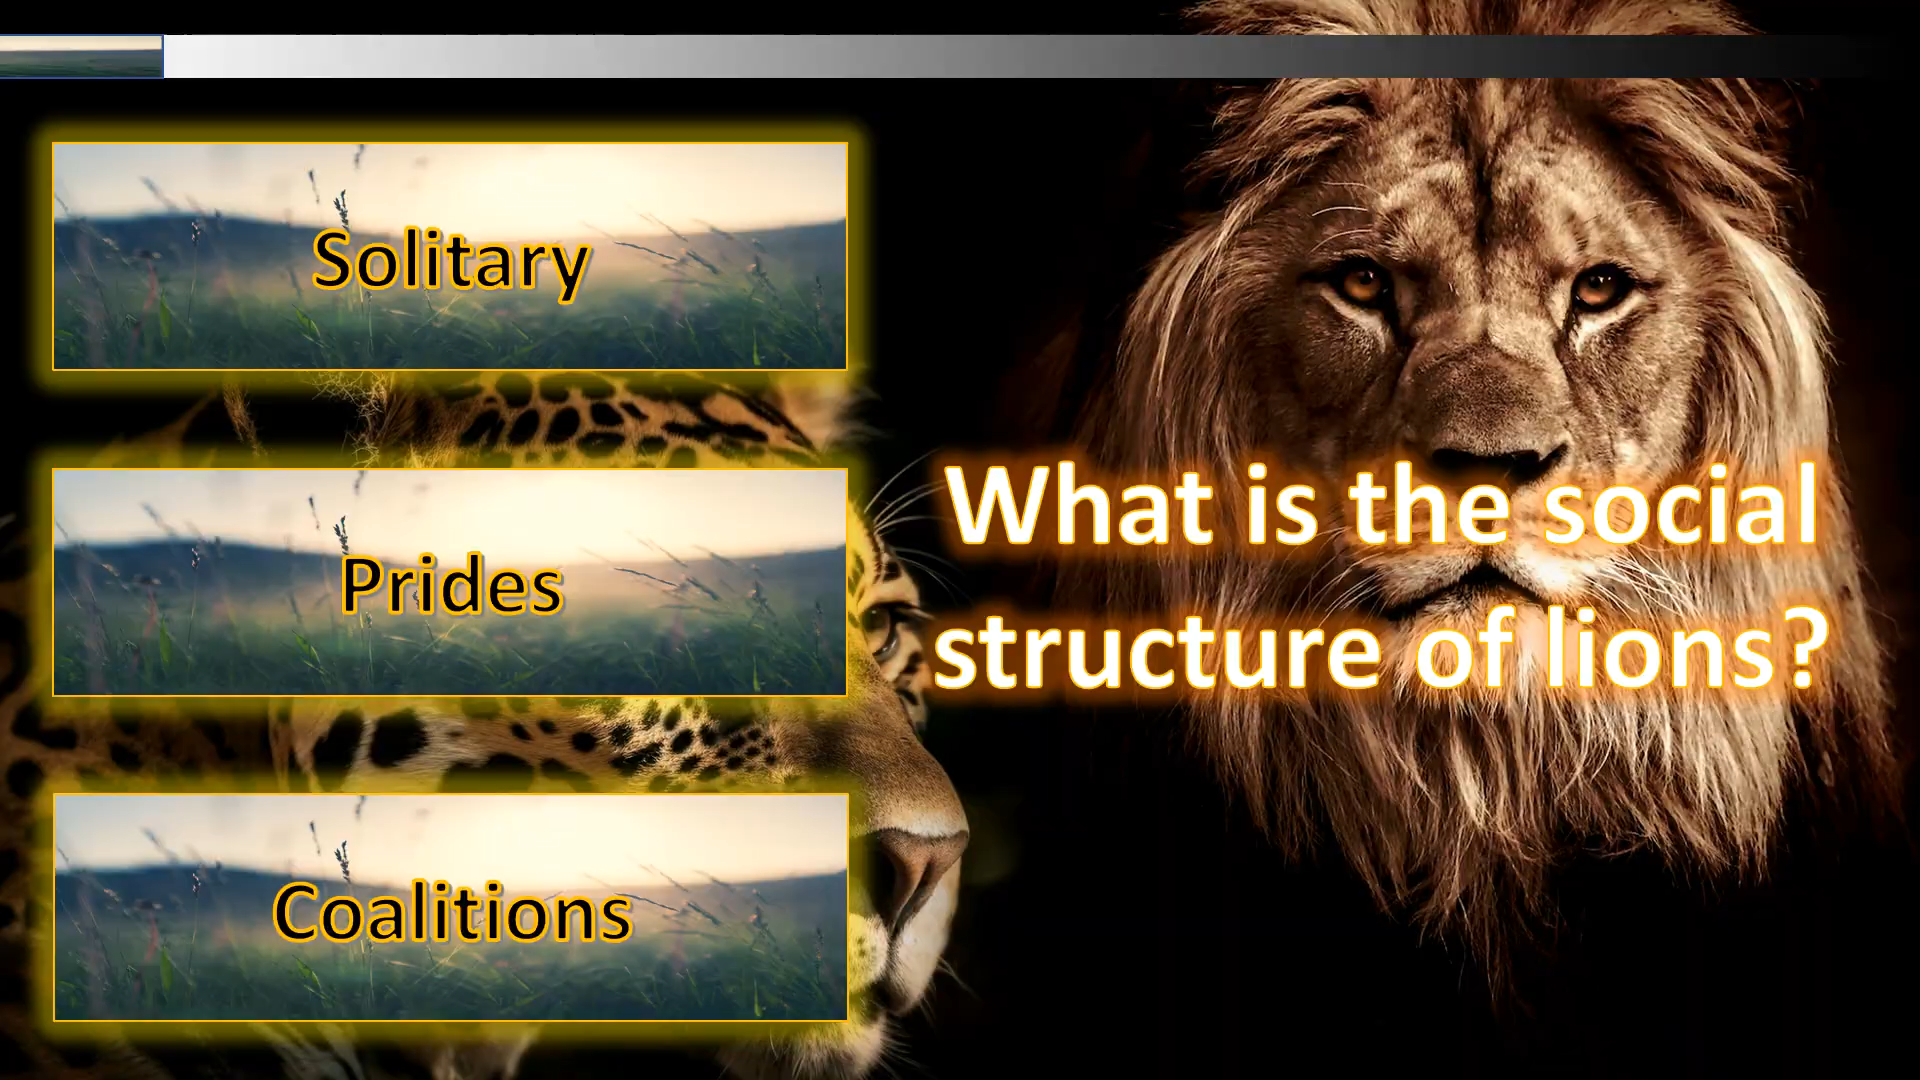 Solitary
Prides
Coalitions
What is the social
structure of lions?